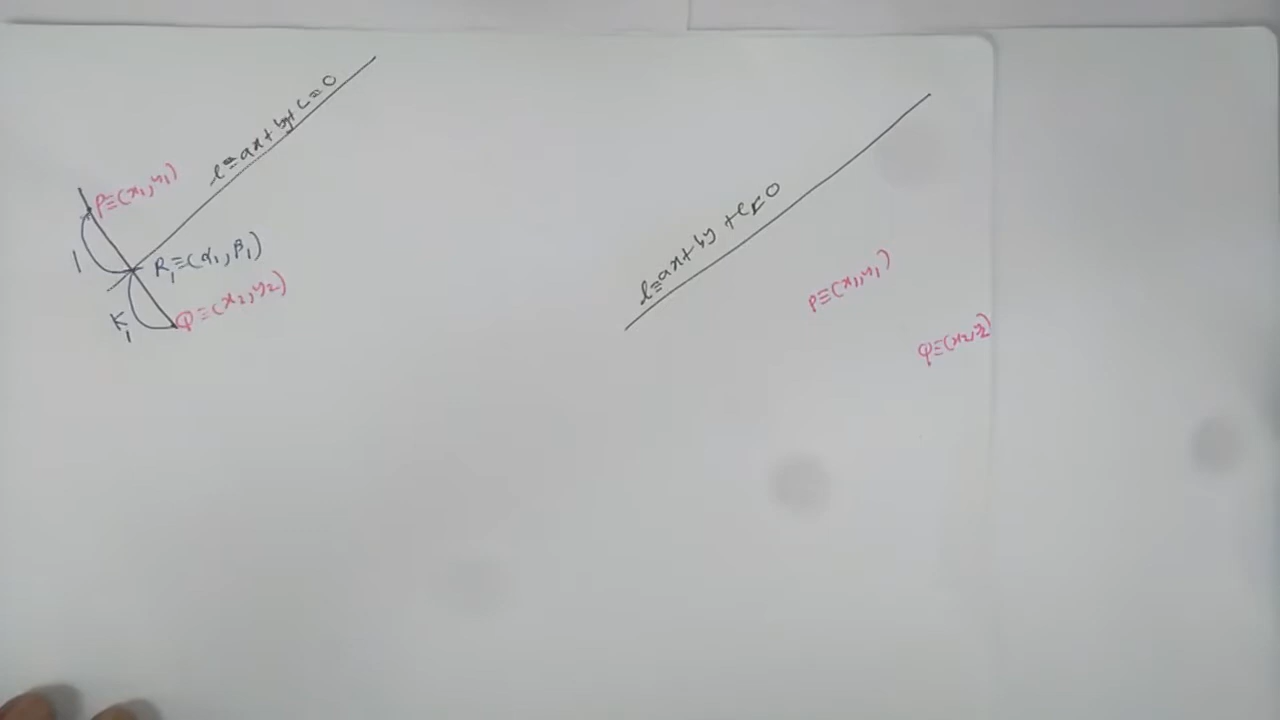 l≡ax+by+c=0
P≡(x₁,y₁)
1
R₁≡(α₁,β₁)
K₁
Q≡(x₂,y₂)
l≡ax+by+c=0
P≡(x₁,y₁)
Q≡(x₂,y₂)